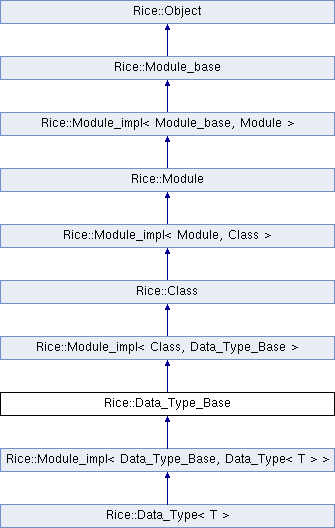 Rice::Object
Rice::Module_base
Rice::Module_impl< Module_base, Module >
Rice::Module
Rice::Module_impl< Module, Class >
Rice::Class
Rice::Module_impl< Class, Data_Type_Base >
Rice::Data_Type_Base
Rice::Module_impl< Data_Type_Base, Data_Type< T > >
Rice::Data_Type< T >